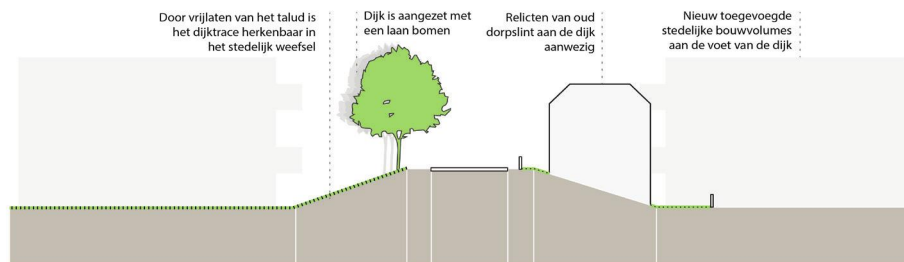 Door vrijlaten van het talud is
het dijktrace herkenbaar in
het stedelijk weefsel
Dijk is aangezet met
een laan bomen
Relicten van oud
dorpslint aan de dijk
aanwezig
Nieuw toegevoegde
stedelijke bouwvolumes
aan de voet van de dijk